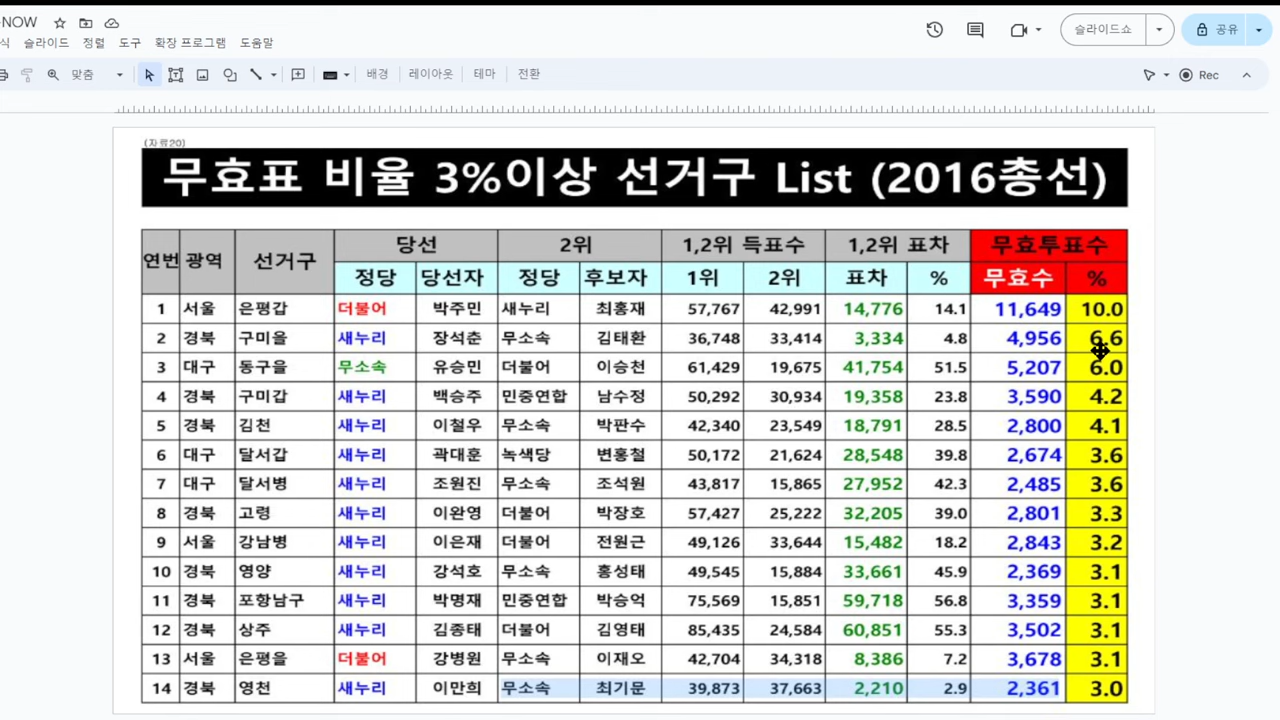 -NOW
식 슬라이드 정렬 도구 확장 프로그램 도움말
슬라이드쇼 공유
맞춤 배경 레이아웃 테마 전환 Rec
(자료20)
무효표 비율 3%이상 선거구 List (2016총선)
연번 광역 선거구 당선 2위 1,2위 득표수 1,2위 표차 무효투표수
정당 당선자 정당 후보자 1위 2위 표차 % 무효수 %
1 서울 은평갑 더불어 박주민 새누리 최홍재 57,767 42,991 14,776 14.1 11,649 10.0
2 경북 구미을 새누리 장석춘 무소속 김태환 36,748 33,414 3,334 4.8 4,956 6.6
3 대구 동구을 무소속 유승민 더불어 이승천 61,429 19,675 41,754 51.5 5,207 6.0
4 경북 구미갑 새누리 백승주 민중연합 남수정 50,292 30,934 19,358 23.8 3,590 4.2
5 경북 김천 새누리 이철우 무소속 박판수 42,340 23,549 18,791 28.5 2,800 4.1
6 대구 달서갑 새누리 곽대훈 녹색당 변홍철 50,172 21,624 28,548 39.8 2,674 3.6
7 대구 달서병 새누리 조원진 무소속 조석원 43,817 15,865 27,952 42.3 2,485 3.6
8 경북 고령 새누리 이완영 더불어 박장호 57,427 25,222 32,205 39.0 2,801 3.3
9 서울 강남병 새누리 이은재 더불어 전원근 49,126 33,644 15,482 18.2 2,843 3.2
10 경북 영양 새누리 강석호 무소속 홍성태 49,545 15,884 33,661 45.9 2,369 3.1
11 경북 포항남구 새누리 박명재 민중연합 박승억 75,569 15,851 59,718 56.8 3,359 3.1
12 경북 상주 새누리 김종태 더불어 김영태 85,435 24,584 60,851 55.3 3,502 3.1
13 서울 은평을 더불어 강병원 무소속 이재오 42,704 34,318 8,386 7.2 3,678 3.1
14 경북 영천 새누리 이만희 무소속 최기문 39,873 37,663 2,210 2.9 2,361 3.0